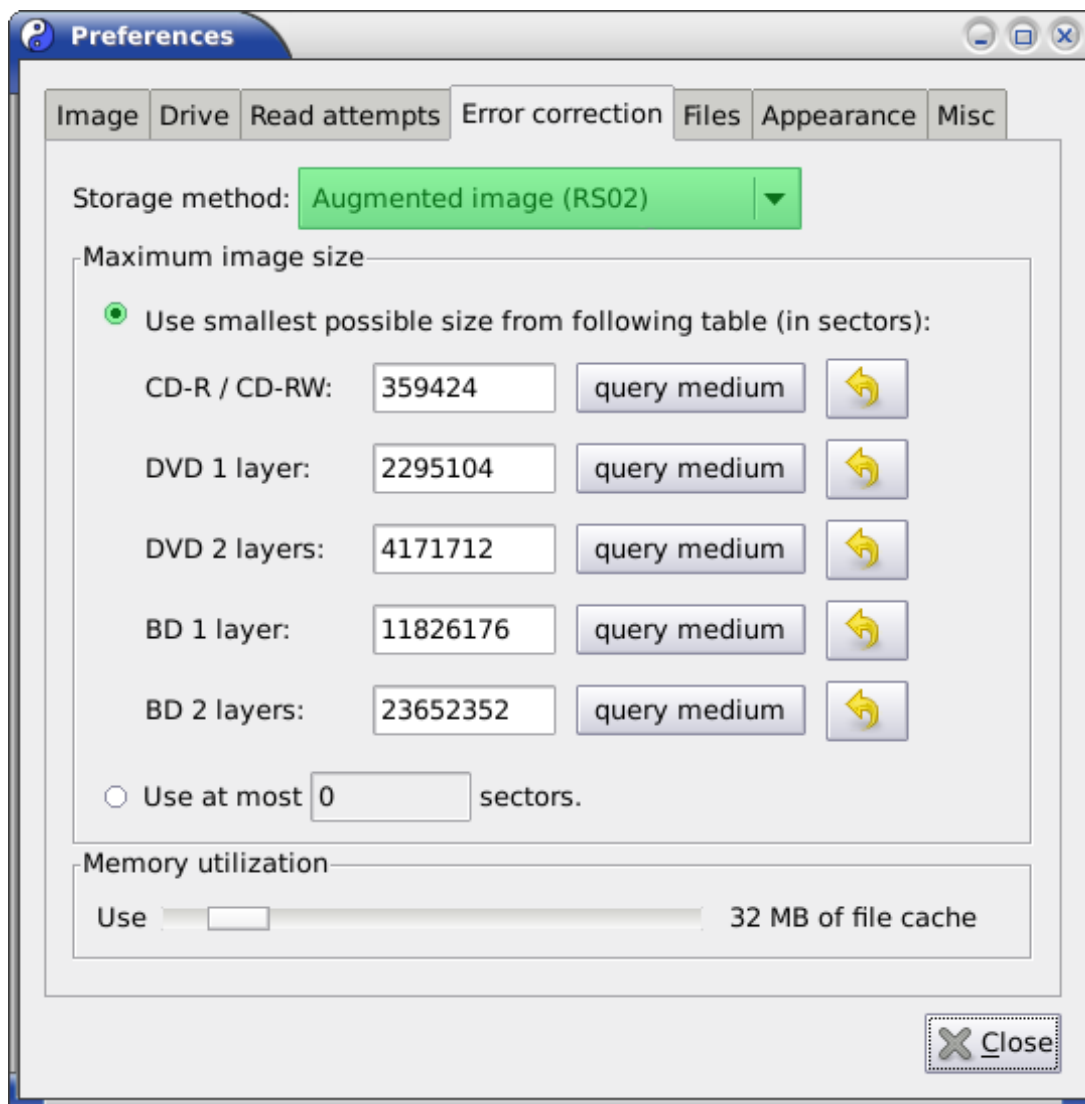 Preferences
Image Drive Read attempts Error correction Files Appearance Misc
Storage method: Augmented image (RS02)
Maximum image size
Use smallest possible size from following table (in sectors):
CD-R / CD-RW: 359424 query medium
DVD 1 layer: 2295104 query medium
DVD 2 layers: 4171712 query medium
BD 1 layer: 11826176 query medium
BD 2 layers: 23652352 query medium
Use at most 0 sectors.
Memory utilization
Use 32 MB of file cache
Close